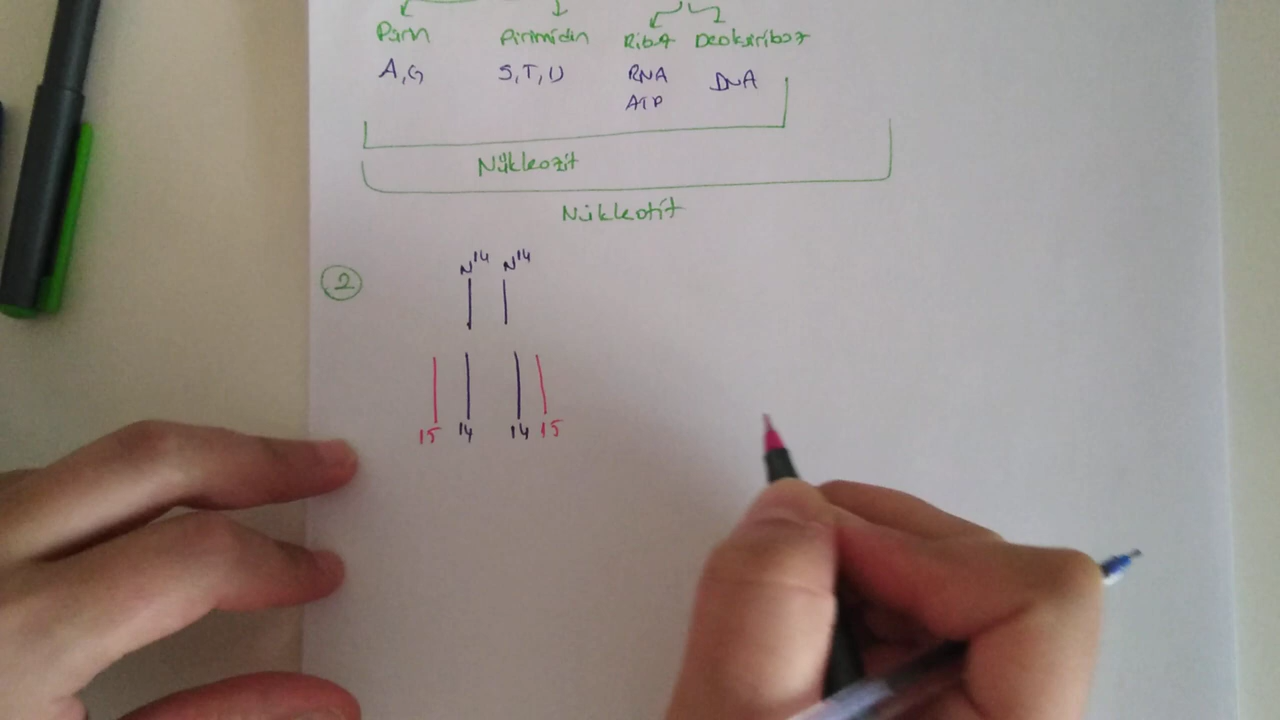 Pürin Pirimidin Riboz Deoksiriboz
A, G S, T, U RNA DNA
ATP
Nükleozit
Nükleotit
2 N14 N14
15 14 14 15